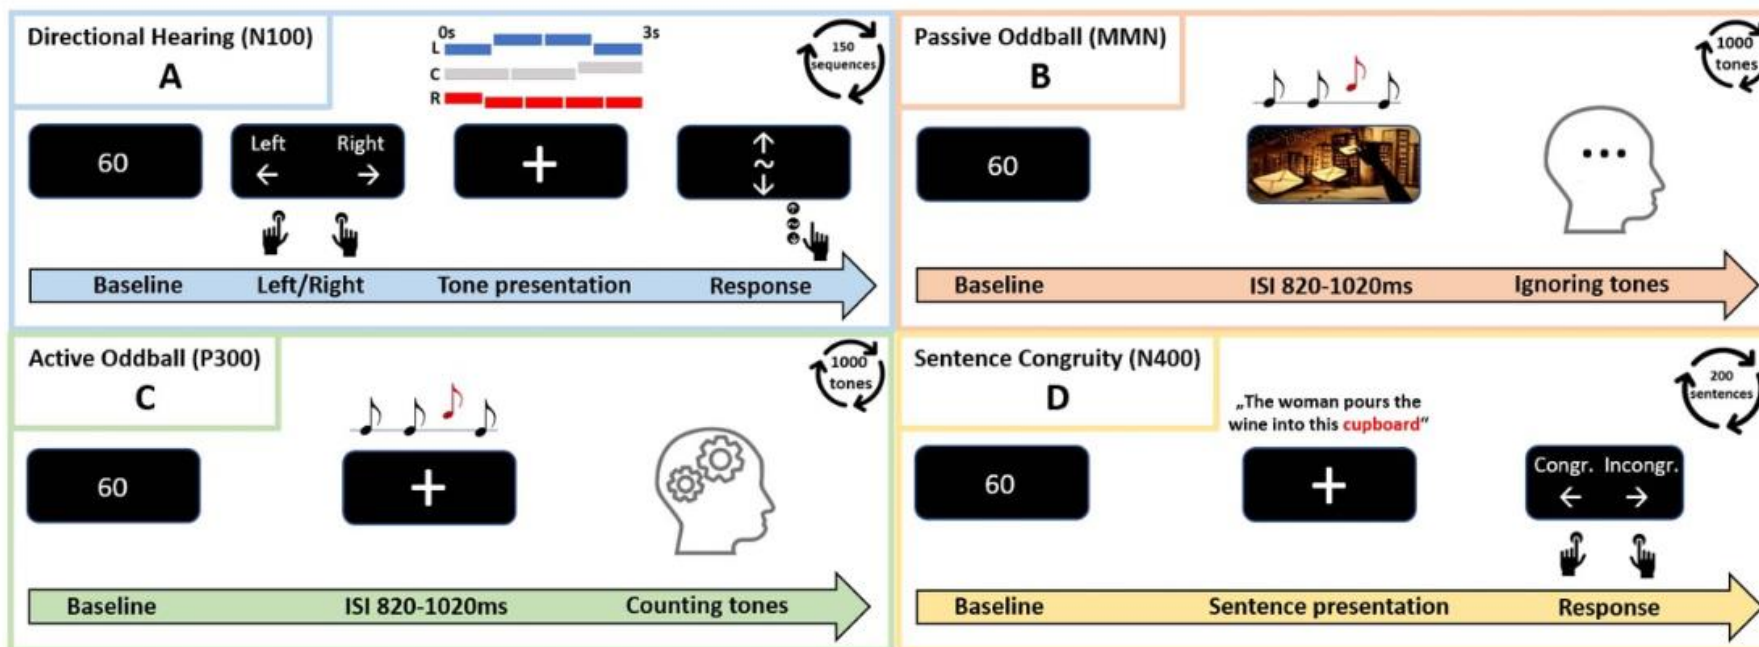 Directional Hearing (N100)
A
0s
3s
L
C
R
150
sequences
60
Left
Right
← →
+
↑
~
↓
Baseline
Left/Right
Tone presentation
Response
Passive Oddball (MMN)
B
1000
tones
60
...
Baseline
ISI 820-1020ms
Ignoring tones
Active Oddball (P300)
C
1000
tones
60
+
Baseline
ISI 820-1020ms
Counting tones
Sentence Congruity (N400)
D
200
sentences
„The woman pours the
wine into this cupboard“
60
+
Congr. Incongr.
← →
Baseline
Sentence presentation
Response